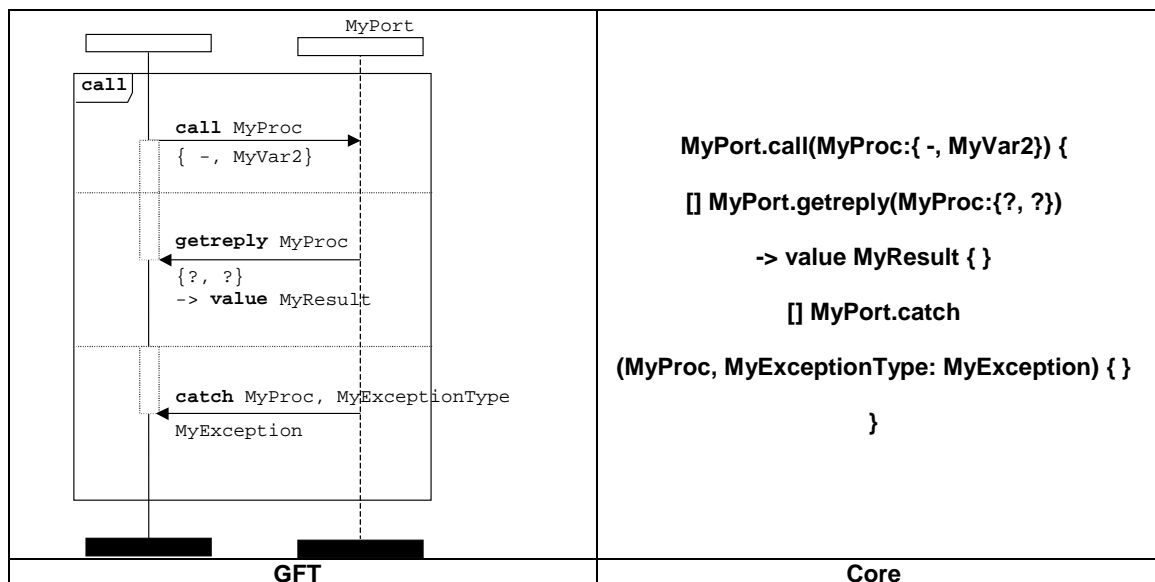 MyPort
call
call MyProc
{ -, MyVar2}
getreply MyProc
{?, ?}
-> value MyResult
catch MyProc, MyExceptionType
MyException
MyPort.call(MyProc:{ -, MyVar2}) {
[] MyPort.getreply(MyProc:{?, ?})
-> value MyResult { }
[] MyPort.catch
(MyProc, MyExceptionType: MyException) { }
}
GFT
Core